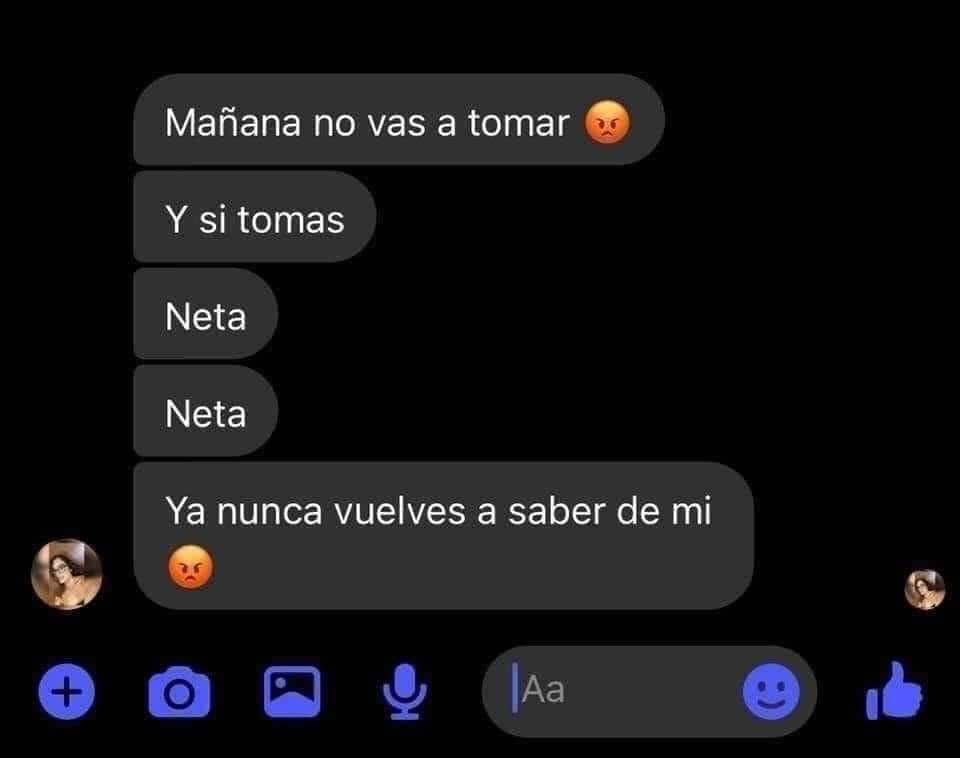 Mañana no vas a tomar 😡
Y si tomas
Neta
Neta
Ya nunca vuelves a saber de mi
😡
Aa